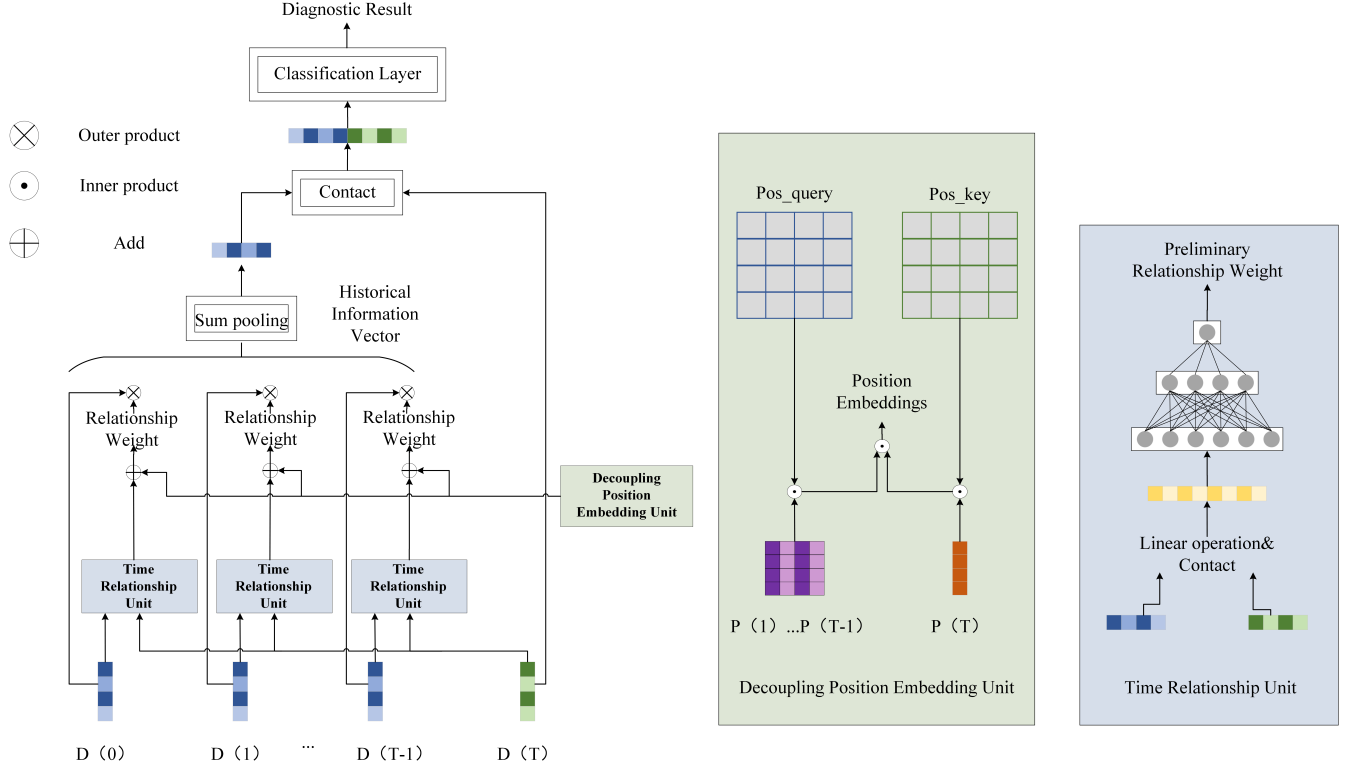 Diagnostic Result
Classification Layer
Outer product
Inner product
Add
Contact
Sum pooling
Historical
Information
Vector
Relationship
Weight
Relationship
Weight
Relationship
Weight
Decoupling
Position
Embedding Unit
Time
Relationship
Unit
Time
Relationship
Unit
Time
Relationship
Unit
D（0）
D（1）
...
D（T-1）
D（T）
Pos_query
Pos_key
Position
Embeddings
P（1）...P（T-1）
P（T）
Decoupling Position Embedding Unit
Preliminary
Relationship Weight
Linear operation&
Contact
Time Relationship Unit